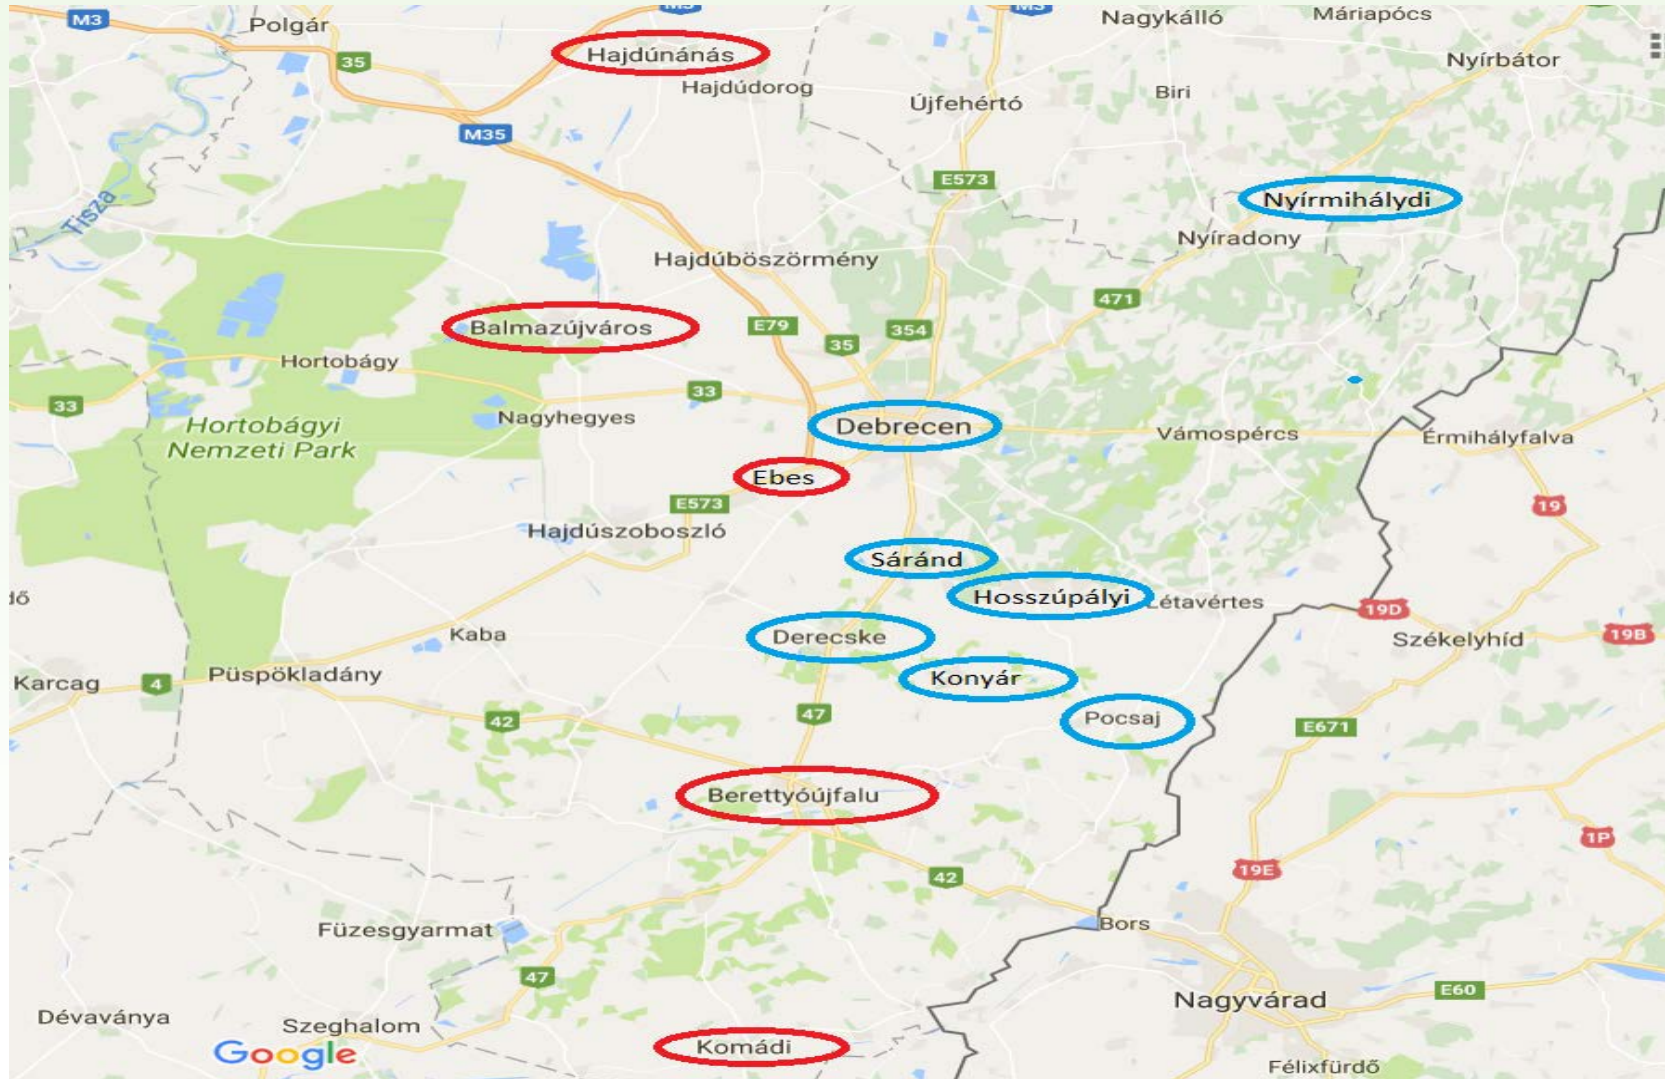 M3
M3
M3
Polgár
Nagykálló
Máriapócs
Hajdúnánás
35
Nyírbátor
Hajdúdorog
Újfehértó
Biri
M35
E573
Tisza
Nyírmihálydi
Nyíradony
Hajdúböszörmény
471
Balmazújváros
E79
354
35
Hortobágy
33
33
Nagyhegyes
Hortobágyi
Nemzeti Park
Debrecen
Vámospércs
Érmihályfalva
Ebes
E573
19
Hajdúszoboszló
Sáránd
Hosszúpályi
Létavértes
dő
19D
Kaba
Derecske
Székelyhíd
19B
Püspökladány
Karcag
4
Konyár
42
47
Pocsaj
E671
Berettyóújfalu
1P
42
19E
Füzesgyarmat
Bors
47
E60
Nagyvárad
Dévaványa
Szeghalom
Google
Komádi
Félixfürdő